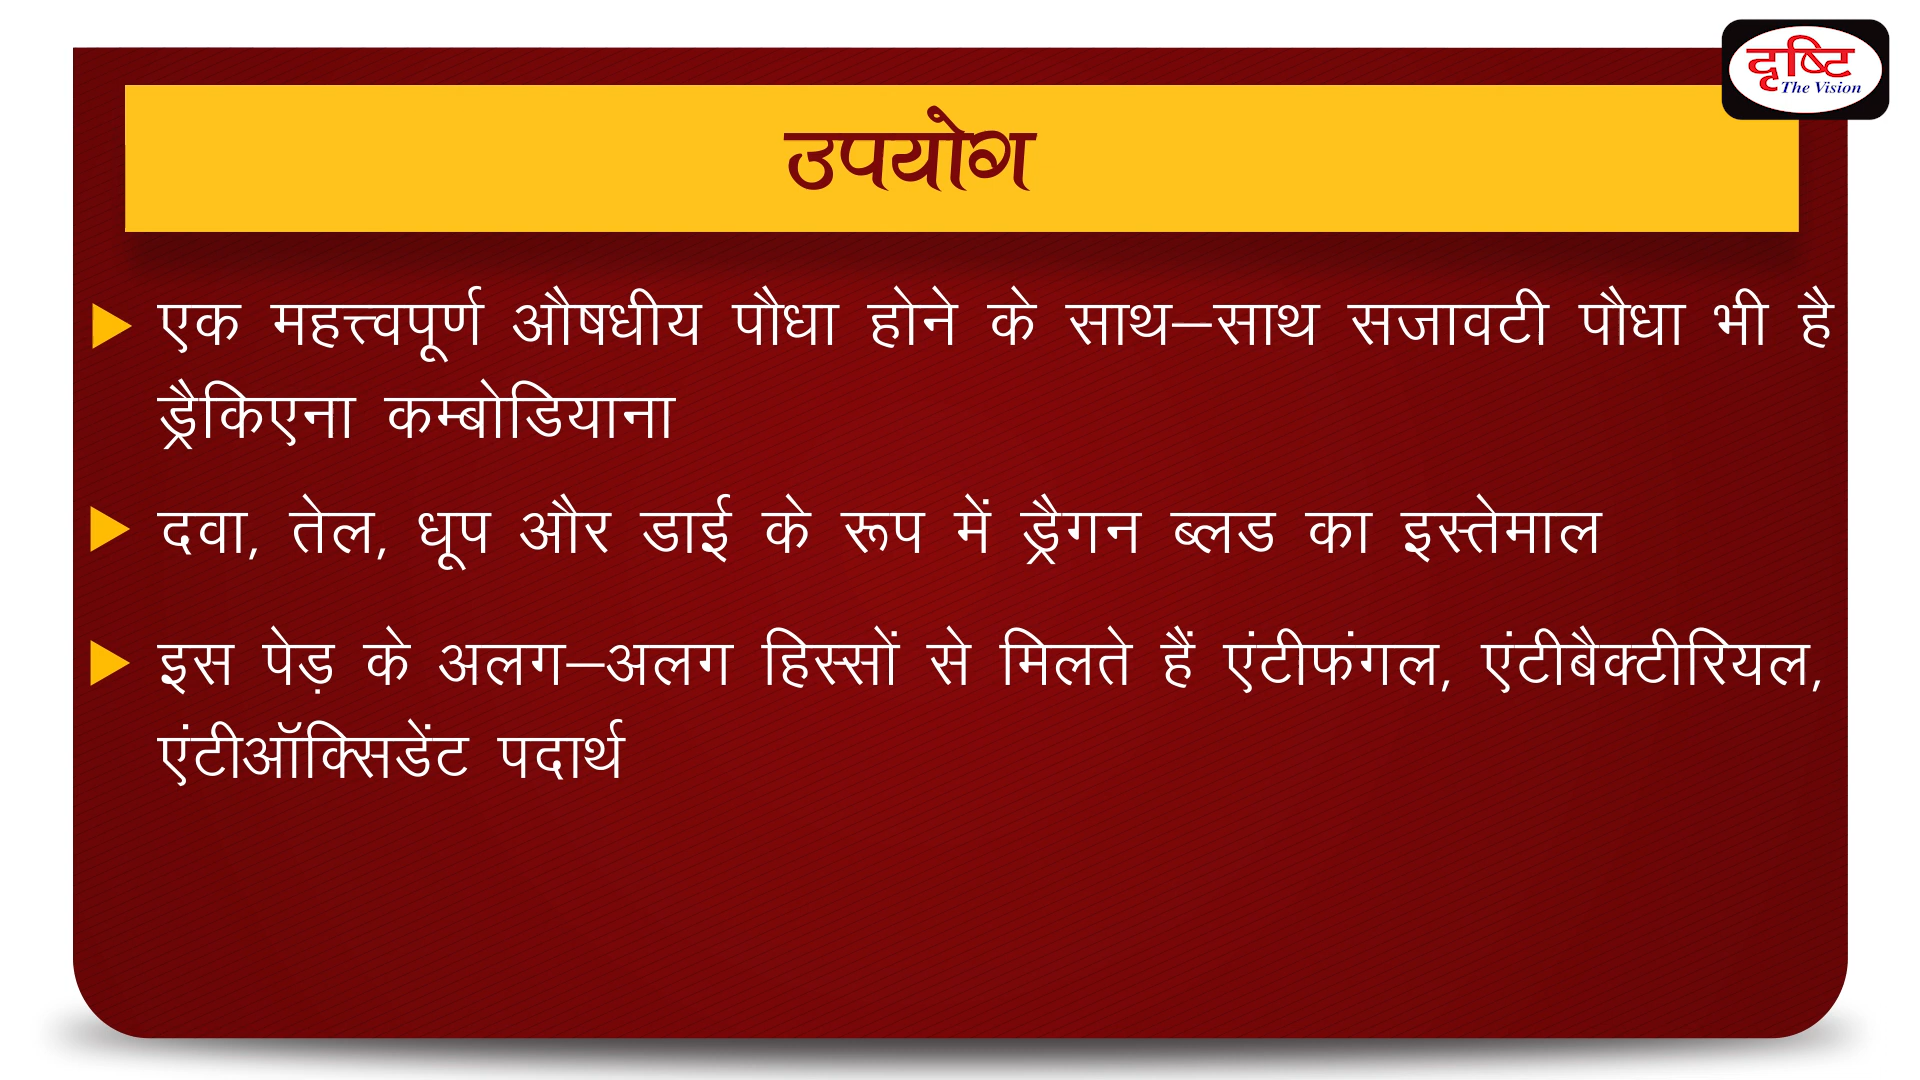 दृष्टि
The Vision
उपयोग
एक महत्त्वपूर्ण औषधीय पौधा होने के साथ–साथ सजावटी पौधा भी है
ड्रैकिएना कम्बोडियाना
दवा, तेल, धूप और डाई के रूप में ड्रैगन ब्लड का इस्तेमाल
इस पेड़ के अलग–अलग हिस्सों से मिलते हैं एंटीफंगल, एंटीबैक्टीरियल,
एंटीऑक्सिडेंट पदार्थ